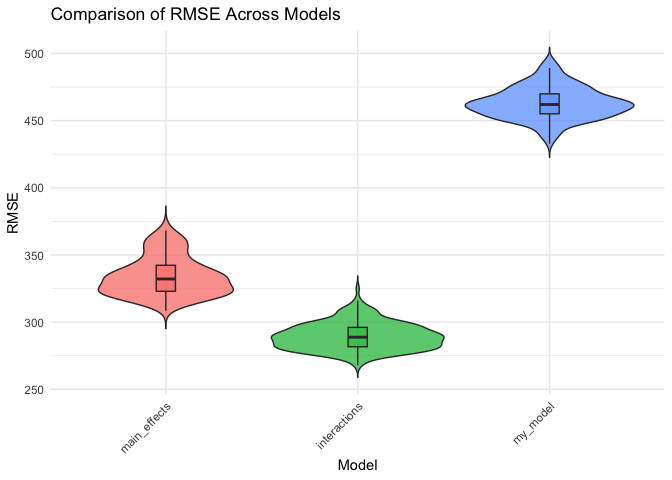 Comparison of RMSE Across Models
500
450
400
350
300
250
RMSE
main_effects
interactions
my_model
Model